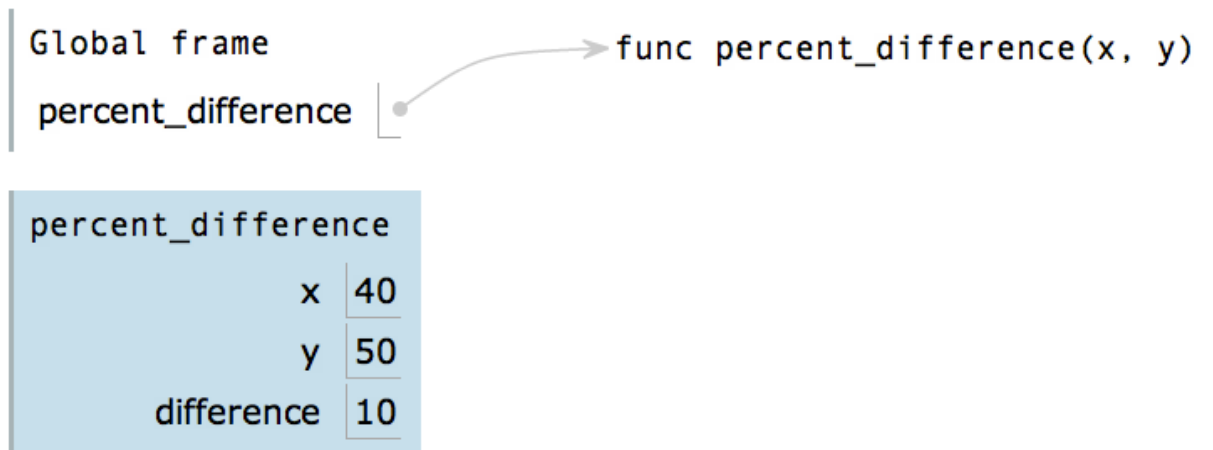 Global frame
func percent_difference(x, y)
percent_difference
percent_difference
x 40
y 50
difference 10